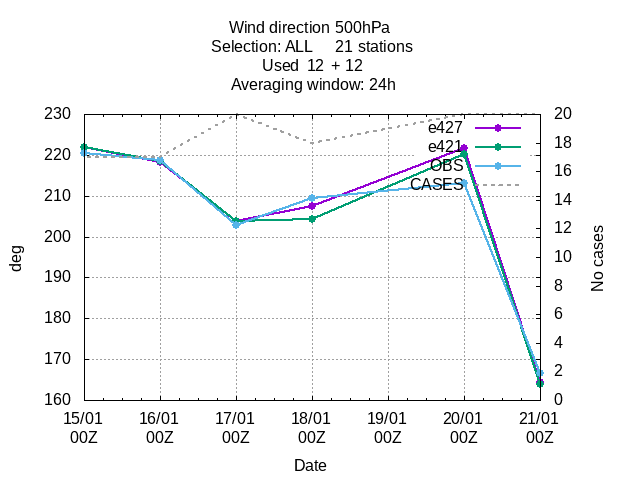 Wind direction 500hPa
Selection: ALL 21 stations
Used 12 + 12
Averaging window: 24h
230
220
210
200
190
180
170
160
20
18
16
14
12
10
8
6
4
2
0
e427
e421
OBS
CASES
deg
No cases
15/01 16/01 17/01 18/01 19/01 20/01 21/01
00Z 00Z 00Z 00Z 00Z 00Z 00Z
Date